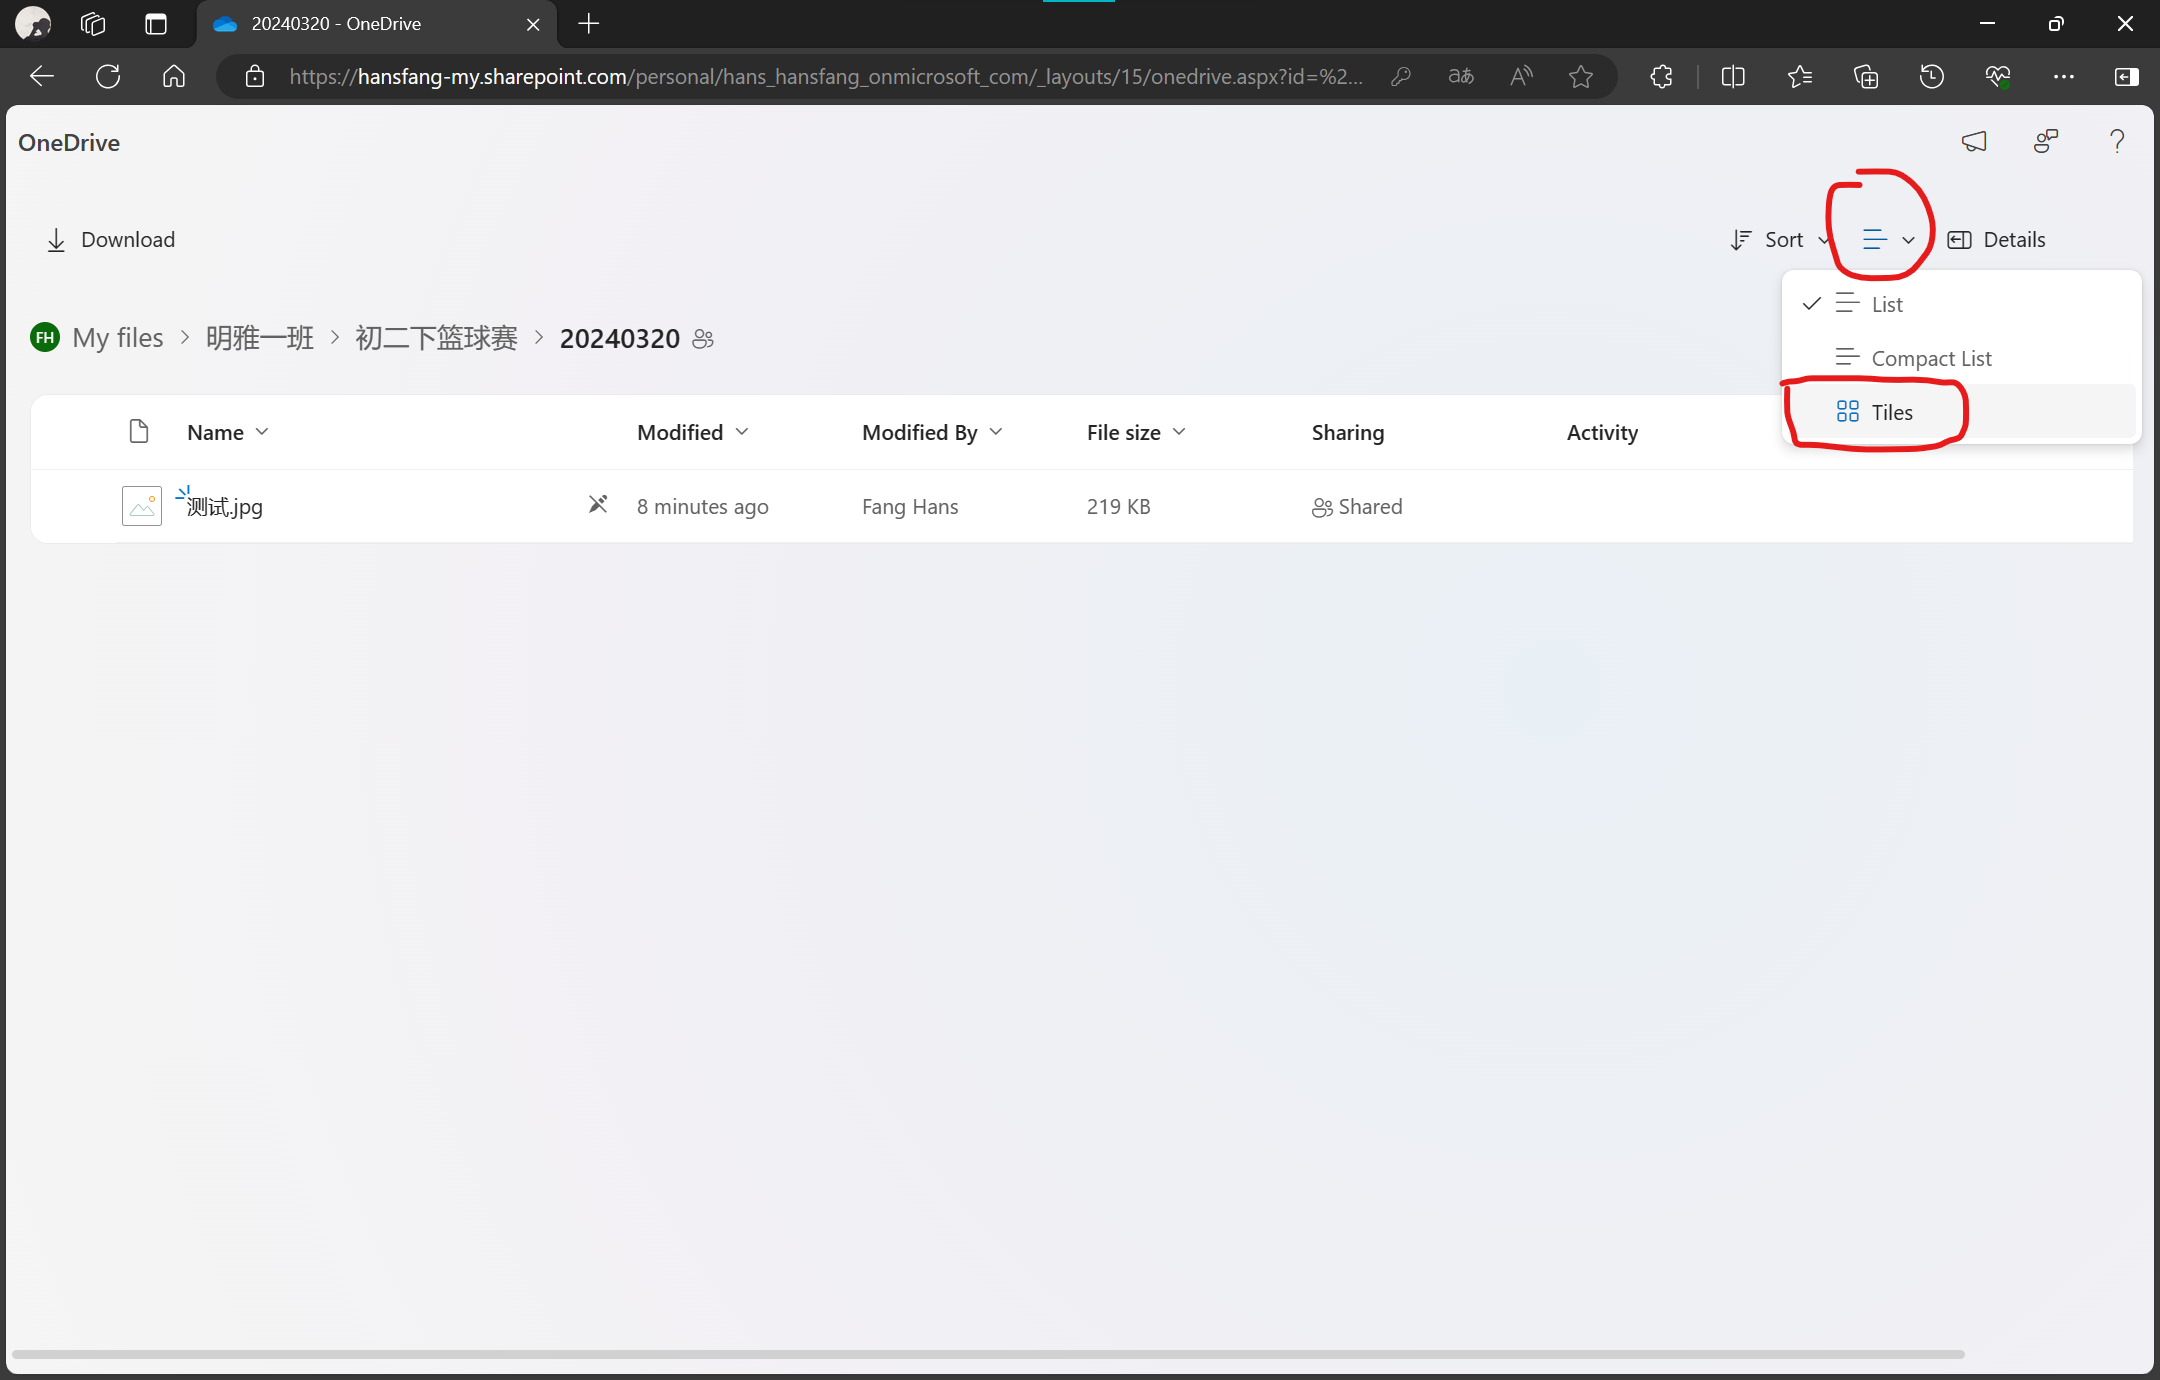 20240320 - OneDrive
https://hansfang-my.sharepoint.com/personal/hans_hansfang_onmicrosoft_com/_layouts/15/onedrive.aspx?id=%2...
aあ
A
OneDrive
Download
Sort
Details
List
Compact List
Tiles
FH My files > 明雅一班 > 初二下篮球赛 > 20240320
Name Modified Modified By File size Sharing Activity
测试.jpg 8 minutes ago Fang Hans 219 KB Shared